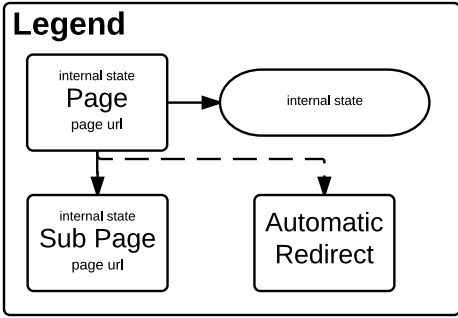 Legend
internal state
Page
page url
internal state
internal state
Sub Page
page url
Automatic
Redirect